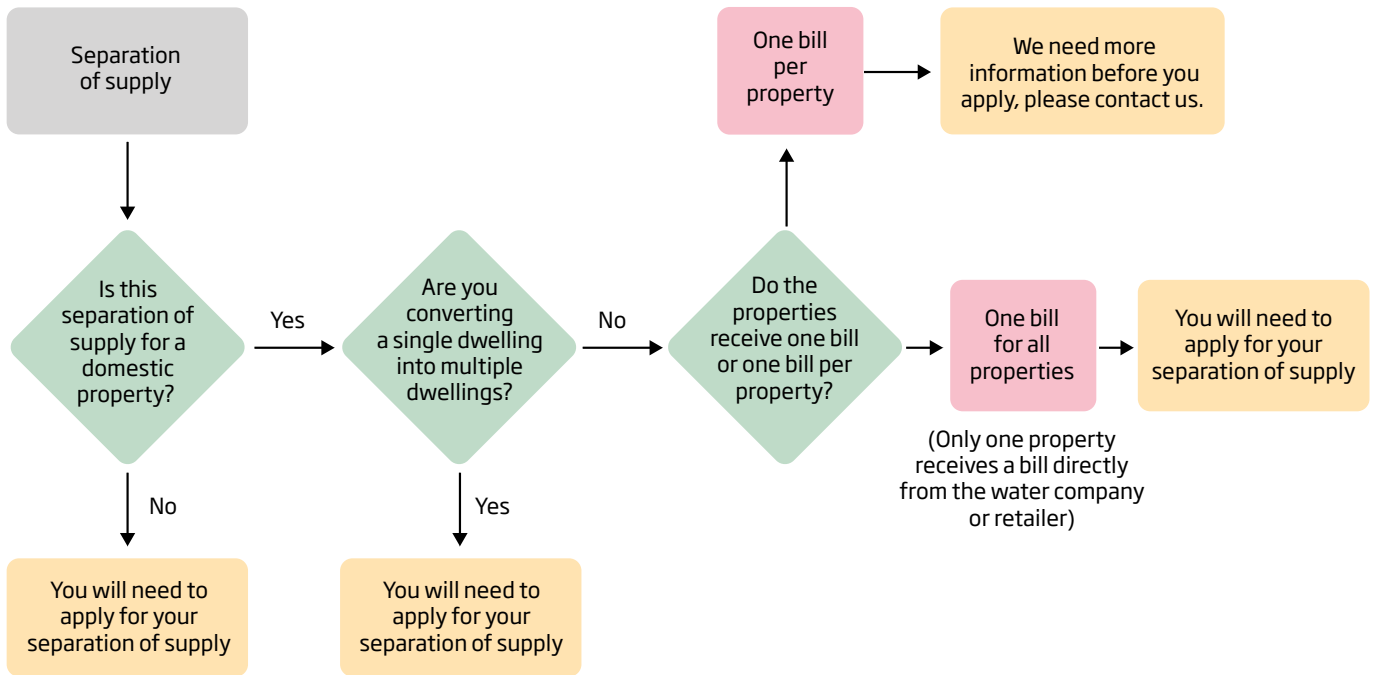 Separation
of supply
One bill
per
property
We need more
information before you
apply, please contact us.
Is this
separation of
supply for a
domestic
property?
Yes
Are you
converting
a single dwelling
into multiple
dwellings?
No
Do the
properties
receive one bill
or one bill per
property?
One bill
for all
properties
You will need to
apply for your
separation of supply
(Only one property
receives a bill directly
from the water company
or retailer)
No
Yes
You will need to
apply for your
separation of supply
You will need to
apply for your
separation of supply